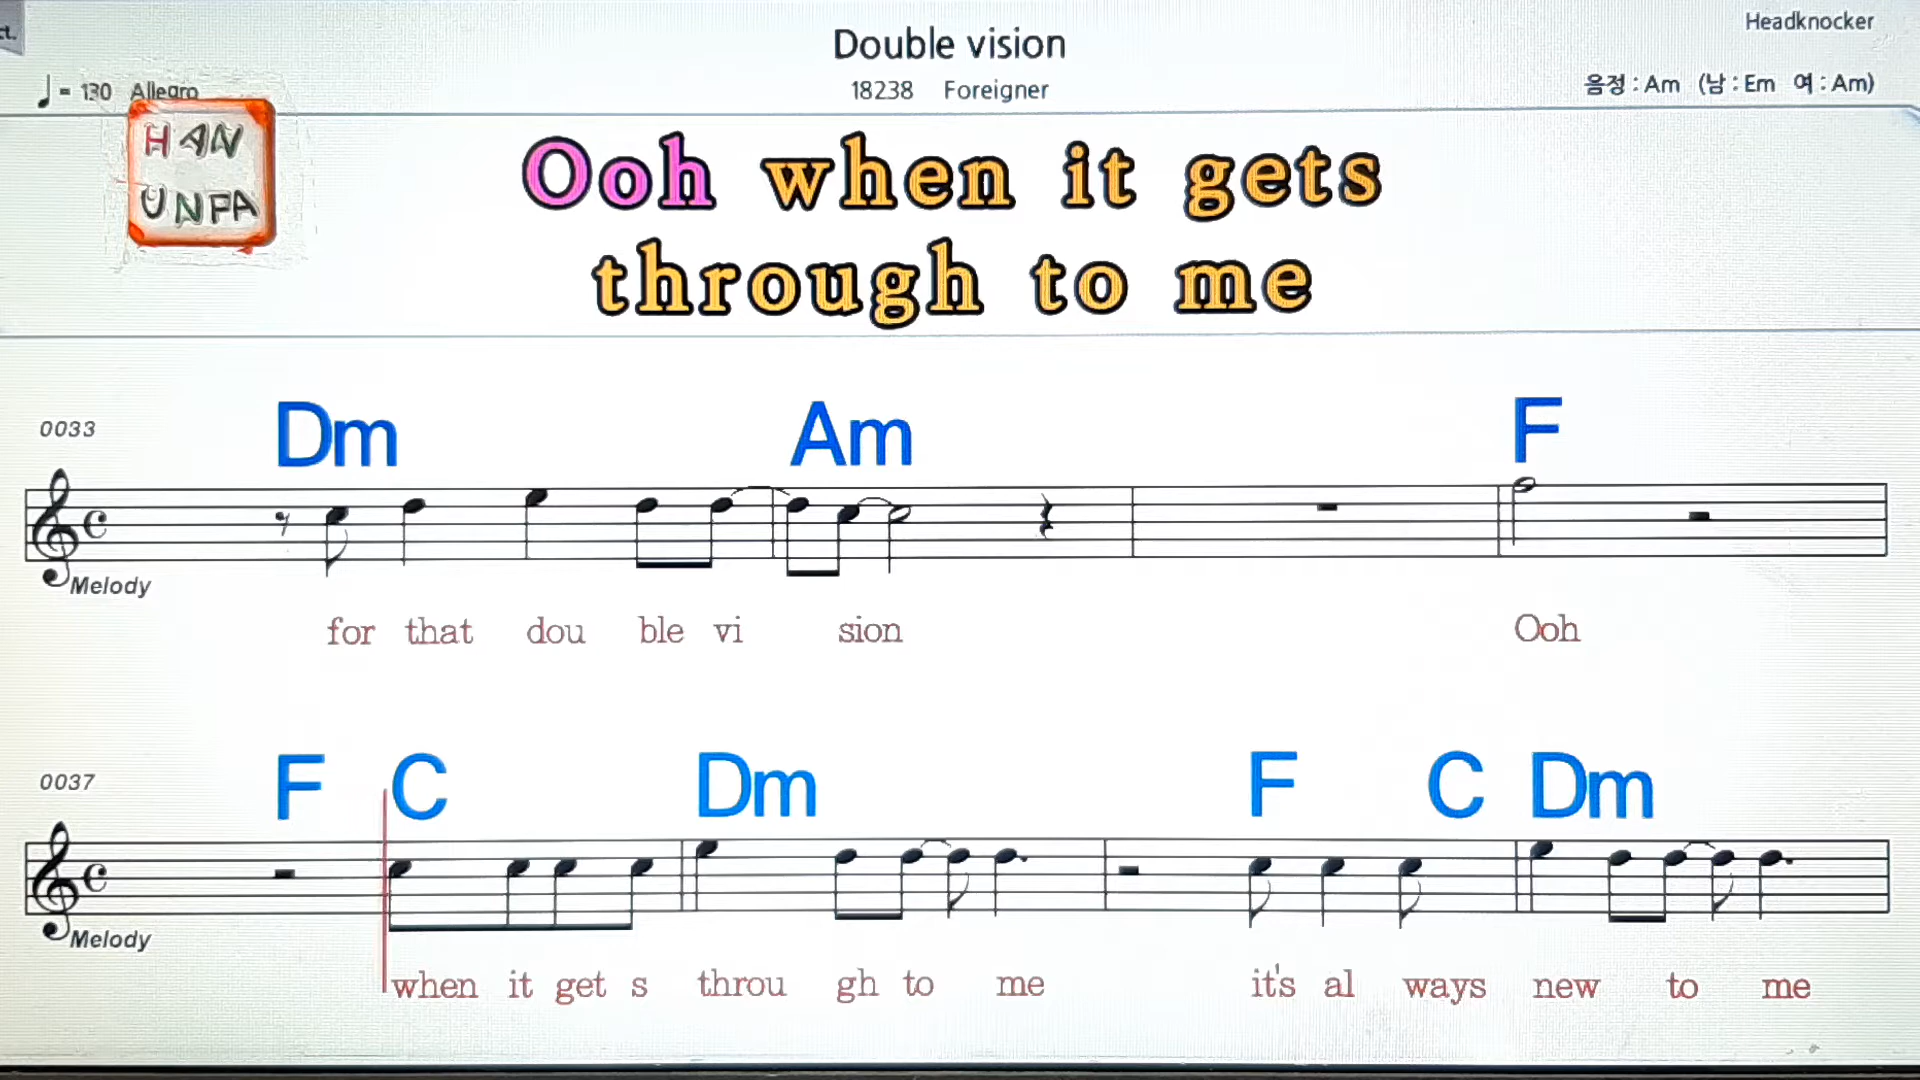 ct.
Double vision
Headknocker
= 130 Allegro
18238 Foreigner
음정 : Am (남 : Em 여 : Am)
HAN
UNPA
Ooh when it gets
through to me
0033
Dm Am F
Melody
for that dou ble vi sion Ooh
0037
F C Dm F C Dm
Melody
when it get s throu gh to me it's al ways new to me